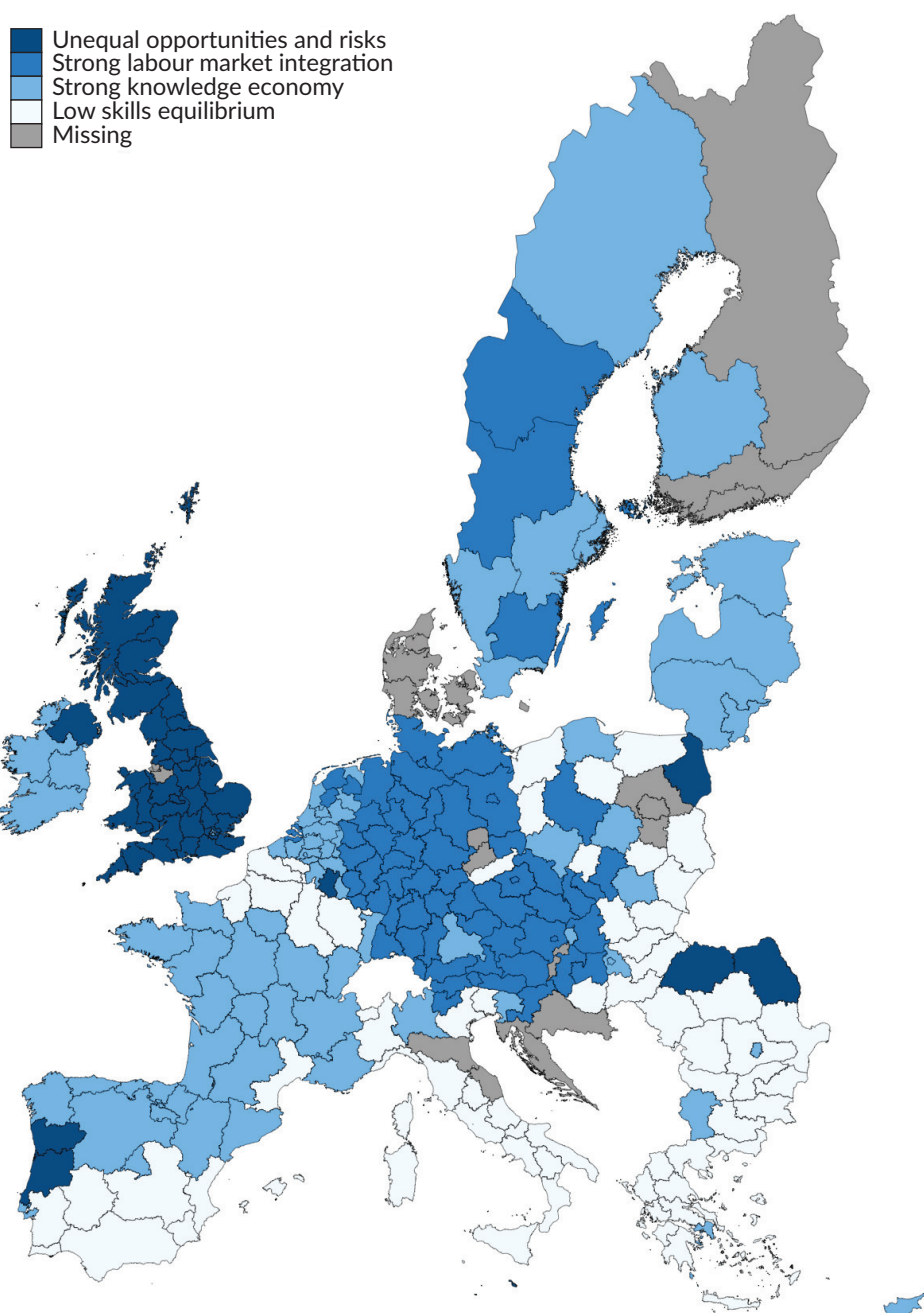 Unequal opportunities and risks
Strong labour market integration
Strong knowledge economy
Low skills equilibrium
Missing